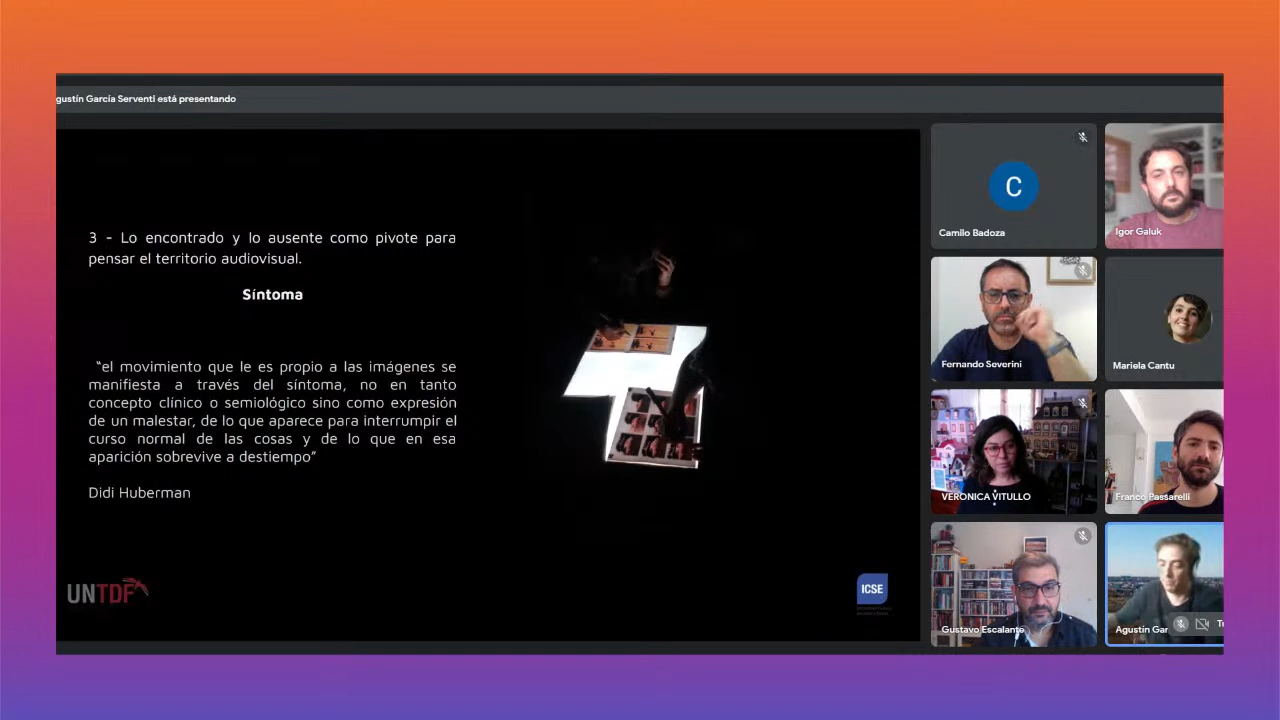 gustín García Serventi está presentando
3 - Lo encontrado y lo ausente como pivote para
pensar el territorio audiovisual.
Síntoma
“el movimiento que le es propio a las imágenes se
manifiesta a través del síntoma, no en tanto
concepto clínico o semiológico sino como expresión
de un malestar, de lo que aparece para interrumpir el
curso normal de las cosas y de lo que en esa
aparición sobrevive a destiempo”
Didi Huberman
UNTDF
ICSE
C
Camilo Badoza
Igor Galuk
Fernando Severini
Mariela Cantu
VERONICA VITULLO
Franco Passarelli
Gustavo Escalante
Agustín Gar